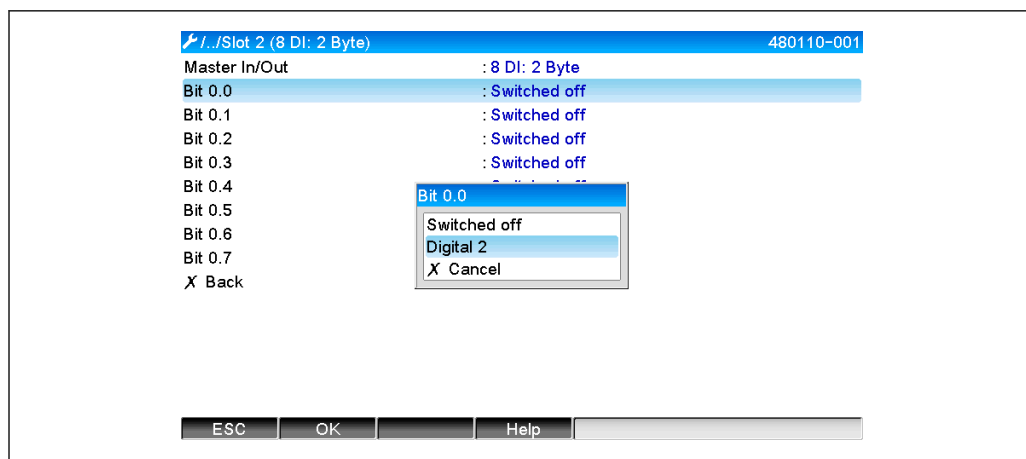 /../Slot 2 (8 DI: 2 Byte) 480110-001
Master In/Out : 8 DI: 2 Byte
Bit 0.0 : Switched off
Bit 0.1 : Switched off
Bit 0.2 : Switched off
Bit 0.3 : Switched off
Bit 0.4
Bit 0.5
Bit 0.6
Bit 0.7
X Back
Bit 0.0
Switched off
Digital 2
X Cancel
ESC OK Help